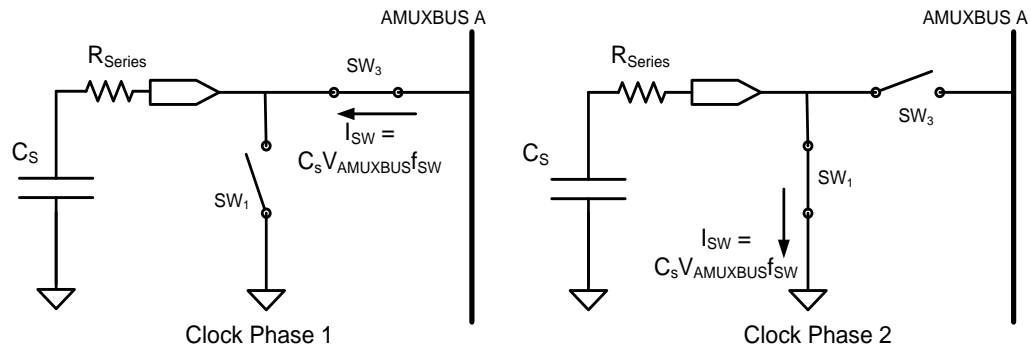 AMUXBUS A
RSeries
SW3
ISW =
CsVAMUXBUSfSW
CS
SW1
Clock Phase 1
AMUXBUS A
RSeries
SW3
CS
SW1
ISW =
CsVAMUXBUSfSW
Clock Phase 2